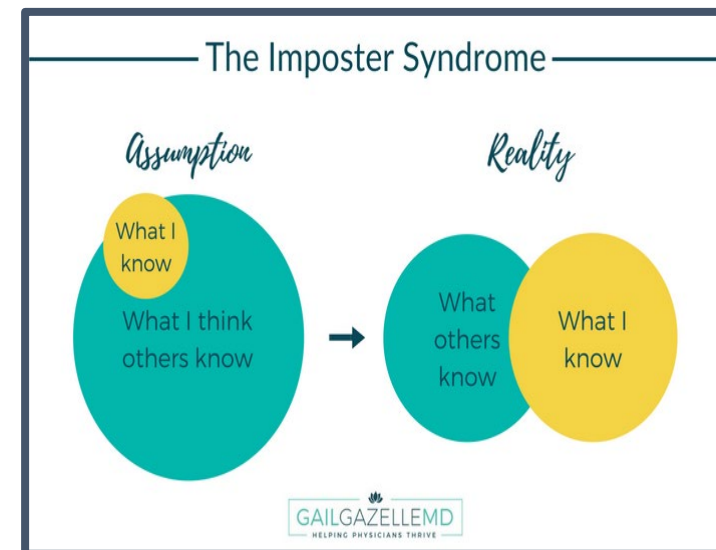 The Imposter Syndrome
Assumption
What I
know
What I think
others know
Reality
What
others
know
What I
know
GAILGAZELLEMD
HELPING PHYSICIANS THRIVE